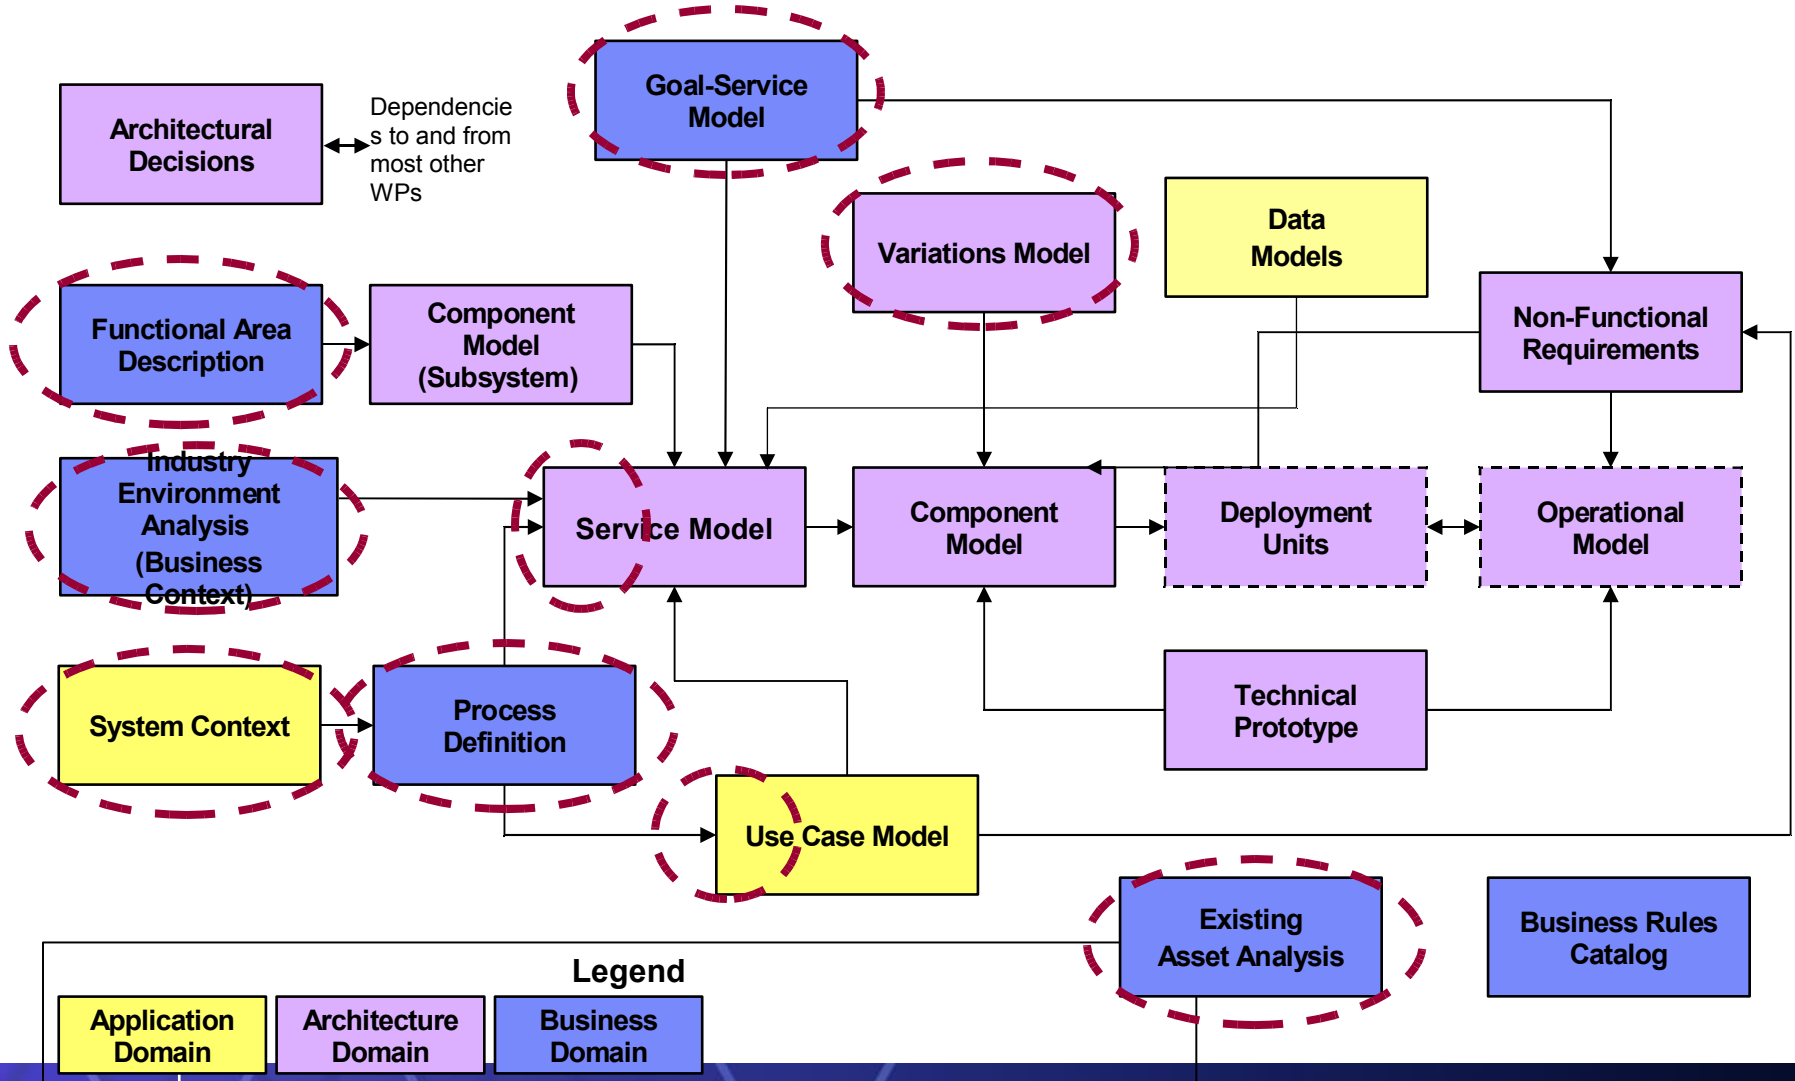 Goal-Service
Model
Architectural
Decisions
Dependencie
s to and from
most other
WPs
Variations Model
Data
Models
Functional Area
Description
Component
Model
(Subsystem)
Non-Functional
Requirements
Industry
Environment
Analysis
(Business
Context)
Service Model
Component
Model
Deployment
Units
Operational
Model
System Context
Process
Definition
Technical
Prototype
Use Case Model
Existing
Asset Analysis
Business Rules
Catalog
Legend
Application
Domain
Architecture
Domain
Business
Domain